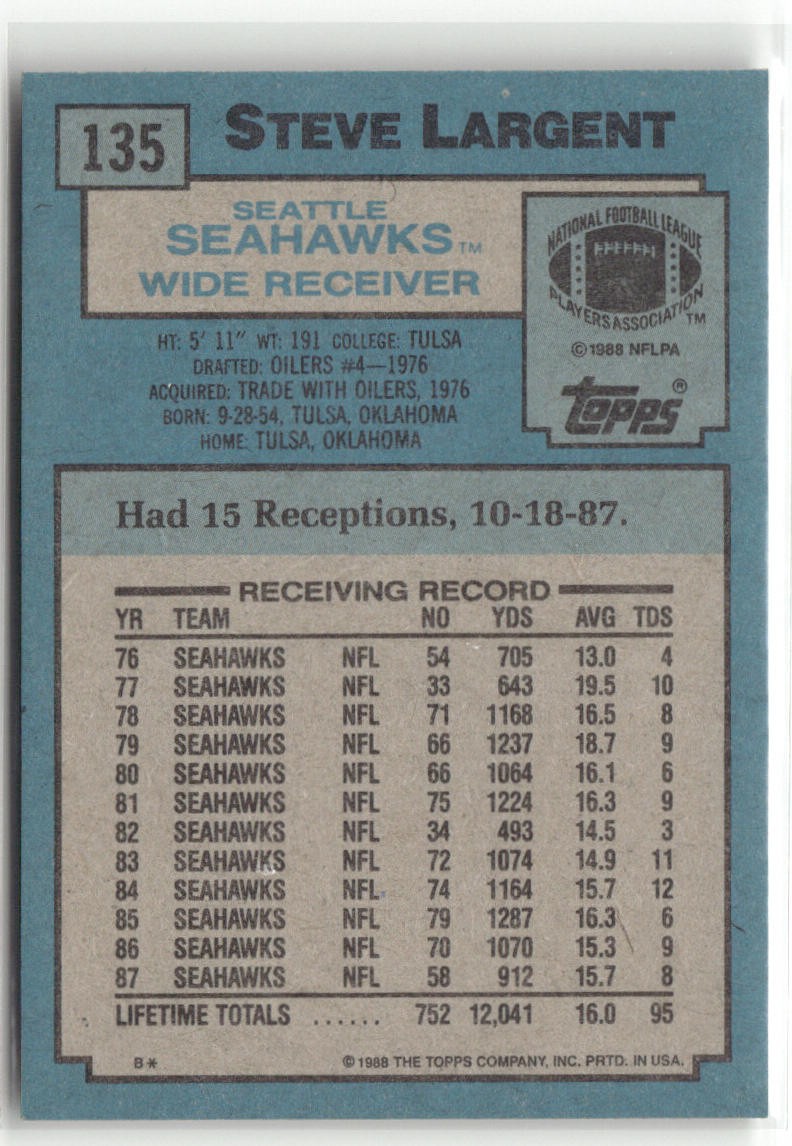 135
STEVE LARGENT
SEATTLE
SEAHAWKS™
WIDE RECEIVER
NATIONAL FOOTBALL LEAGUE
PLAYERS ASSOCIATION™
©1988 NFLPA
Topps®
HT: 5' 11" WT: 191 COLLEGE: TULSA
DRAFTED: OILERS #4—1976
ACQUIRED: TRADE WITH OILERS, 1976
BORN: 9-28-54, TULSA, OKLAHOMA
HOME: TULSA, OKLAHOMA
Had 15 Receptions, 10-18-87.
RECEIVING RECORD
YR TEAM NO YDS AVG TDS
76 SEAHAWKS NFL 54 705 13.0 4
77 SEAHAWKS NFL 33 643 19.5 10
78 SEAHAWKS NFL 71 1168 16.5 8
79 SEAHAWKS NFL 66 1237 18.7 9
80 SEAHAWKS NFL 66 1064 16.1 6
81 SEAHAWKS NFL 75 1224 16.3 9
82 SEAHAWKS NFL 34 493 14.5 3
83 SEAHAWKS NFL 72 1074 14.9 11
84 SEAHAWKS NFL 74 1164 15.7 12
85 SEAHAWKS NFL 79 1287 16.3 6
86 SEAHAWKS NFL 70 1070 15.3 9
87 SEAHAWKS NFL 58 912 15.7 8
LIFETIME TOTALS ...... 752 12,041 16.0 95
B* ©1988 THE TOPPS COMPANY, INC. PRTD. IN USA.